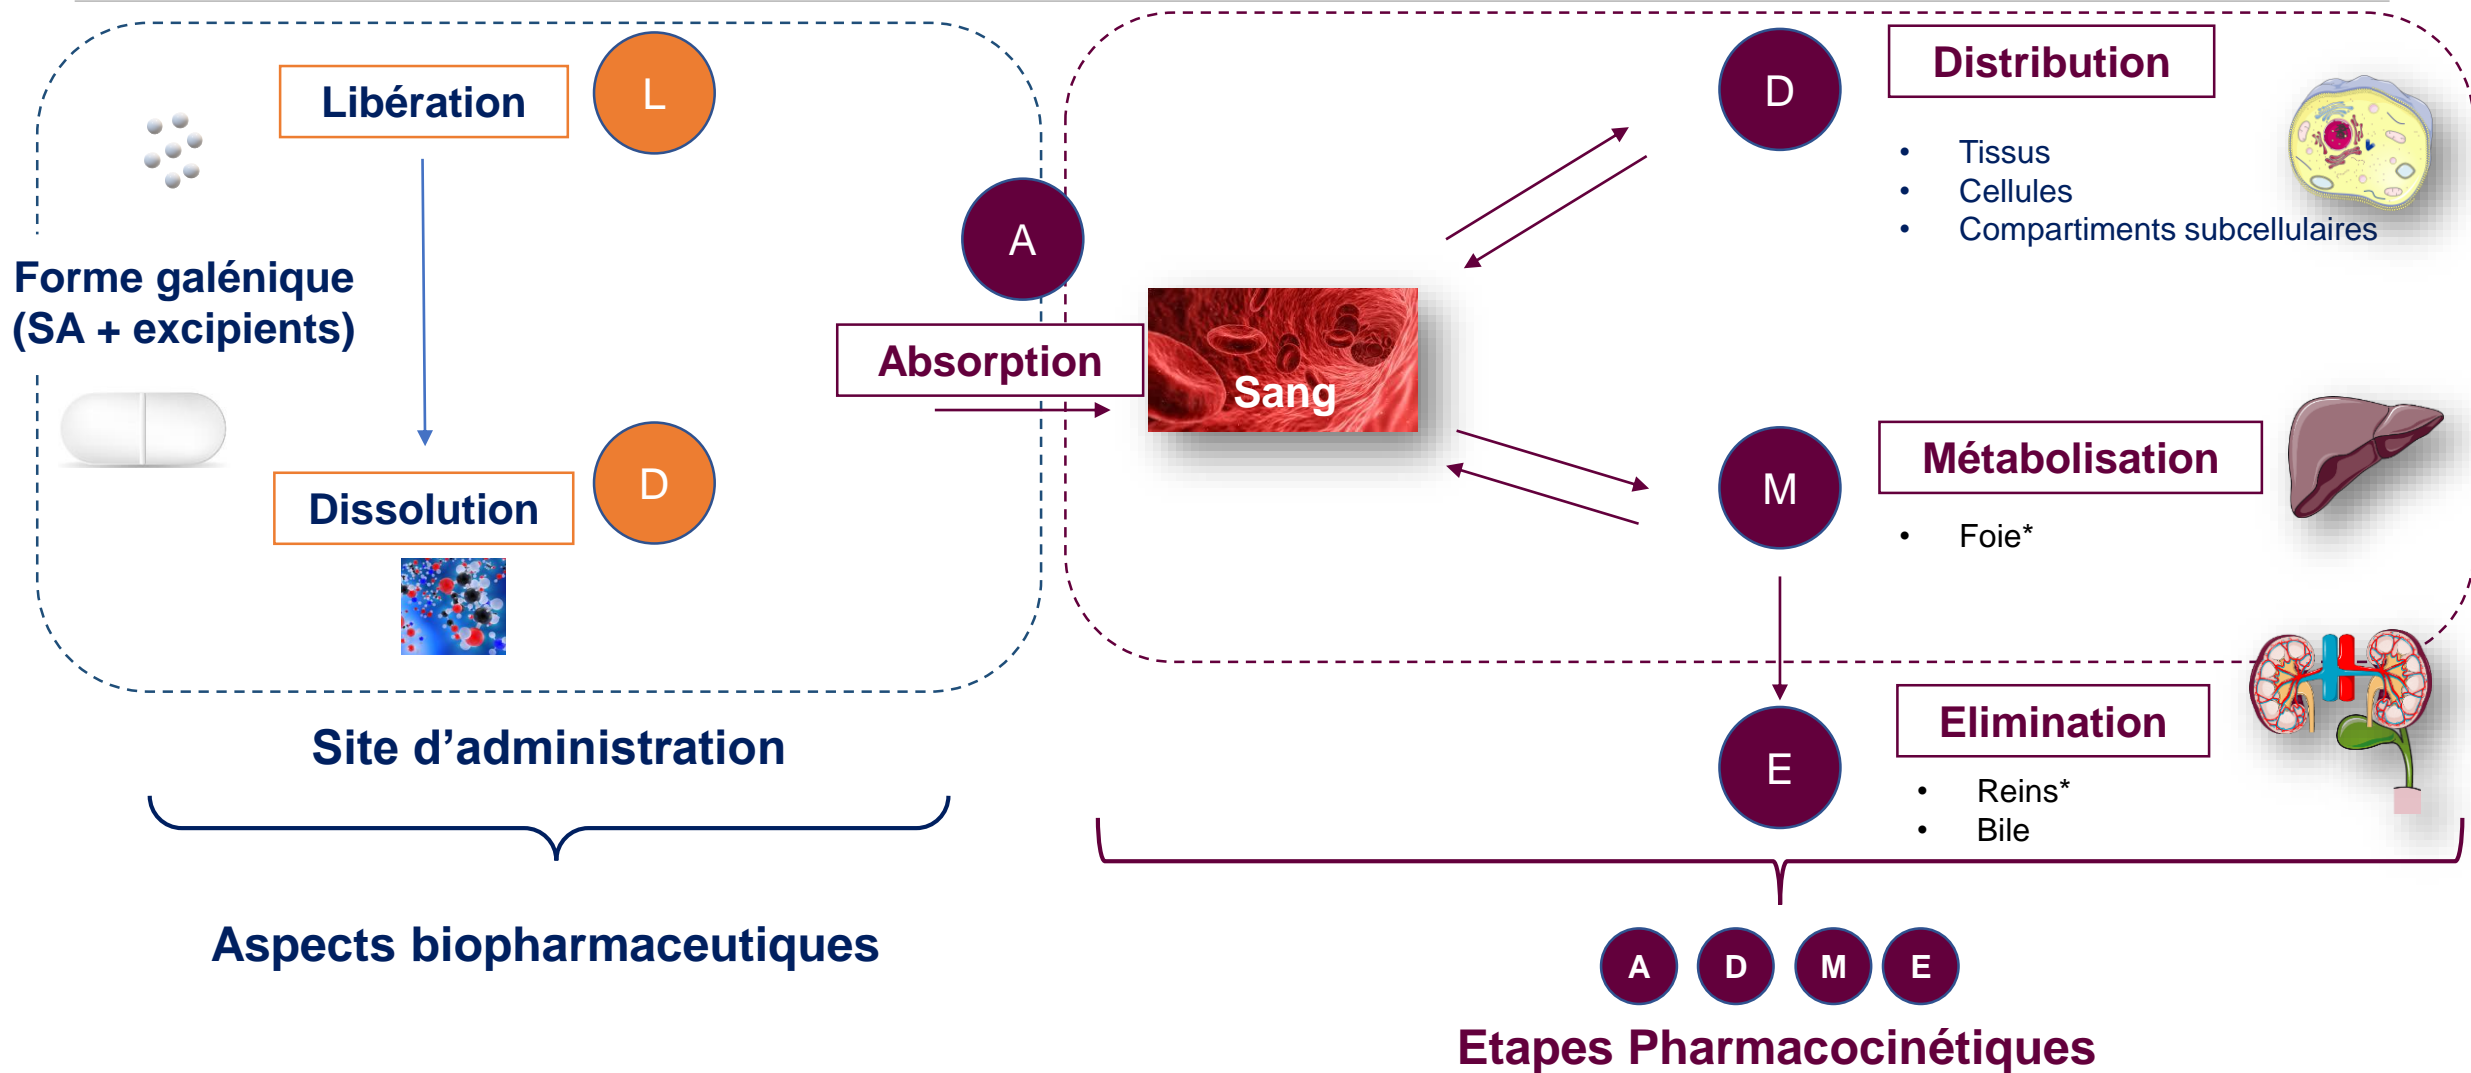 Libération
L
Forme galénique
(SA + excipients)
Dissolution
D
Site d’administration
Aspects biopharmaceutiques
A
Absorption
Sang
D
Distribution
• Tissus
• Cellules
• Compartiments subcellulaires
M
Métabolisation
• Foie*
E
Elimination
• Reins*
• Bile
A D M E
Etapes Pharmacocinétiques